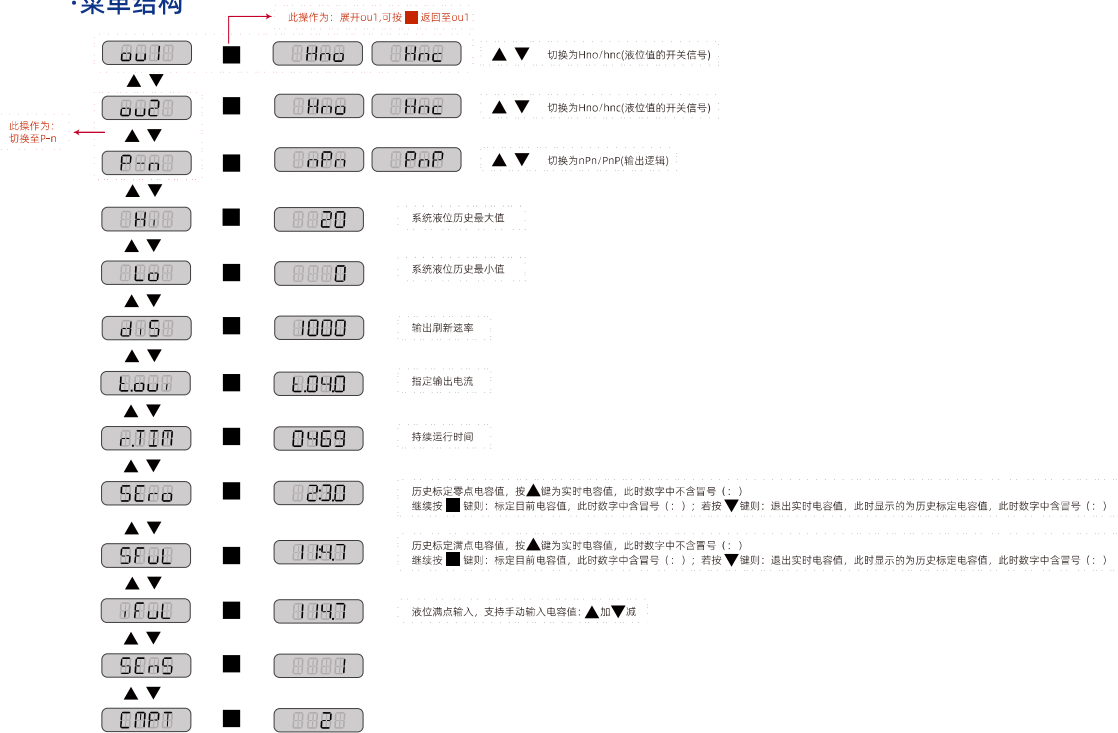 ·菜单结构
此操作为：展开ou1,可按■返回至ou1
ou1 Hno Hnc ▲ ▼ 切换为Hno/hnc(液位值的开关信号)
ou2 Hno Hnc ▲ ▼ 切换为Hno/hnc(液位值的开关信号)
此操作为：
切换至P-n
P-n nPn PnP ▲ ▼ 切换为nPn/PnP(输出逻辑)
Hi 20 系统液位历史最大值
Lo 0 系统液位历史最小值
diS 1000 输出刷新速率
t.ou1 t.04.0 指定输出电流
r.TIM 0469 持续运行时间
SEro 2:3.0 历史标定零点电容值，按▲键为实时电容值，此时数字中不含冒号（：）
继续按■键则：标定目前电容值，此时数字中含冒号（：）；若按▼键则：退出实时电容值，此时显示的为历史标定电容值，此时数字中含冒号（：）
SFuL 11:4.7 历史标定满点电容值，按▲键为实时电容值，此时数字中不含冒号（：）
继续按■键则：标定目前电容值，此时数字中含冒号（：）；若按▼键则：退出实时电容值，此时显示的为历史标定电容值，此时数字中含冒号（：）
iFuL 114.7 液位满点输入，支持手动输入电容值：▲加▼减
SEnS 1
CMPT 2